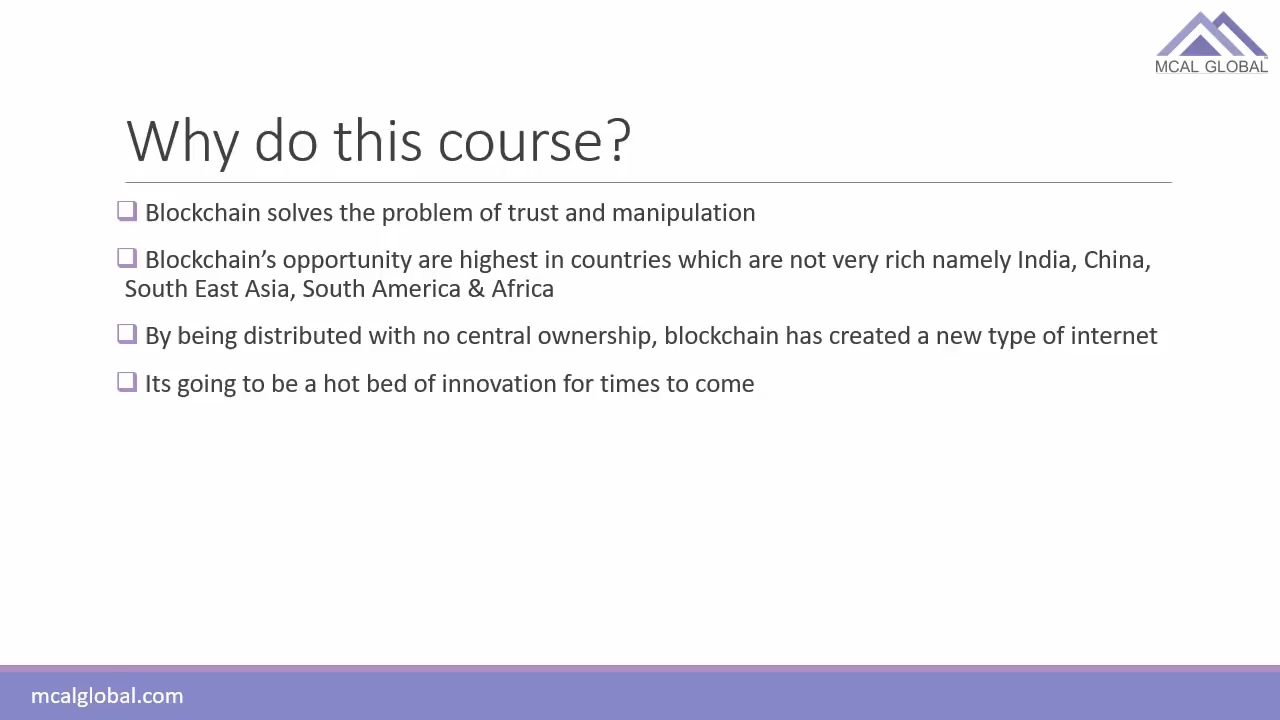 MCAL GLOBAL
Why do this course?
❑ Blockchain solves the problem of trust and manipulation
❑ Blockchain’s opportunity are highest in countries which are not very rich namely India, China,
South East Asia, South America & Africa
❑ By being distributed with no central ownership, blockchain has created a new type of internet
❑ Its going to be a hot bed of innovation for times to come
mcalglobal.com